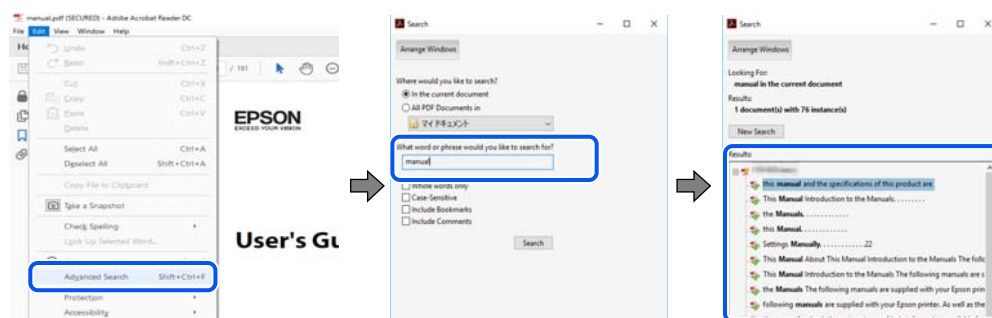 manual.pdf (SECURED) - Adobe Acrobat Reader DC
File Edit View Window Help
Undo Ctrl+Z
Redo Shift+Ctrl+Z
Cut Ctrl+X
Copy Ctrl+C
Paste Ctrl+V
Delete
Select All Ctrl+A
Deselect All Shift+Ctrl+A
Copy File to Clipboard
Take a Snapshot
Check Spelling
Look Up Selected Word...
Advanced Search Shift+Ctrl+F
Protection
Accessibility
/ 181
EPSON
EXCEED YOUR VISION
User's Gu
Search
Arrange Windows
Where would you like to search?
In the current document
All PDF Documents in
マイ ドキュメント
What word or phrase would you like to search for?
manual
Whole words only
Case-Sensitive
Include Bookmarks
Include Comments
Search
Search
Arrange Windows
Looking For:
manual in the current document
Results:
1 document(s) with 76 instance(s)
New Search
Results:
this manual and the specifications of this product are
This Manual Introduction to the Manuals. . . . . . . . .
the Manuals. . . . . . . . . . . . .
this Manual. . . . . . . . . . . . .
Settings Manually. . . . . . . . . . . . .22
This Manual About This Manual Introduction to the Manuals The follo
This Manual Introduction to the Manuals The following manuals are s
the Manuals The following manuals are supplied with your Epson prin
following manuals are supplied with your Epson printer. As well as the